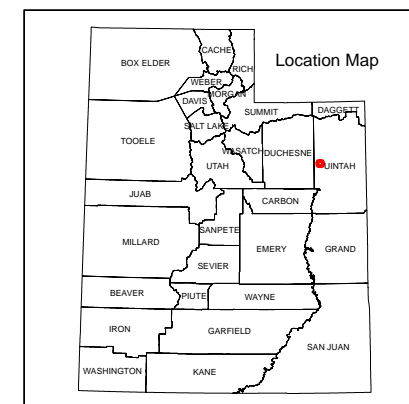 Location Map
BOX ELDER
CACHE
RICH
WEBER
MORGAN
DAVIS
SUMMIT
DAGGETT
SALT LAKE
TOOELE
WASATCH
DUCHESNE
UINTAH
UTAH
JUAB
CARBON
SANPETE
MILLARD
EMERY
GRAND
SEVIER
BEAVER
PIUTE
WAYNE
IRON
GARFIELD
SAN JUAN
WASHINGTON
KANE